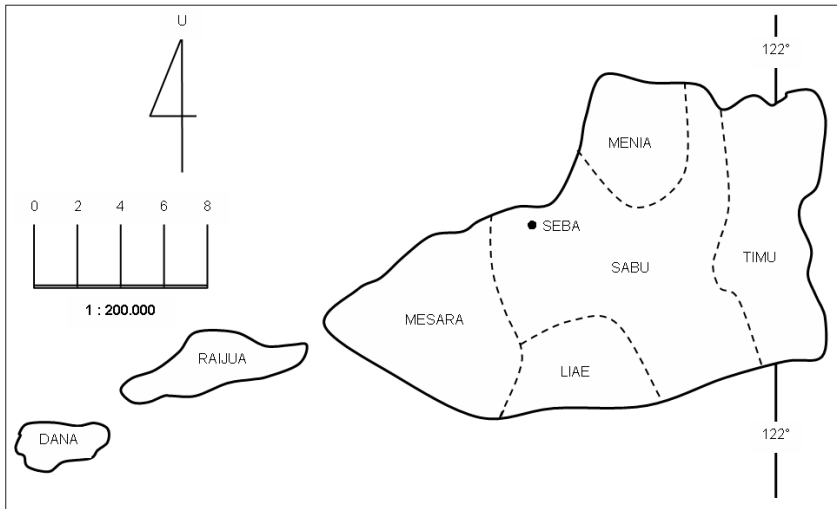 U
122°
MENIA
0 2 4 6 8
SEBA
SABU
TIMU
1 : 200.000
MESARA
RAIJUA
LIAE
DANA
122°